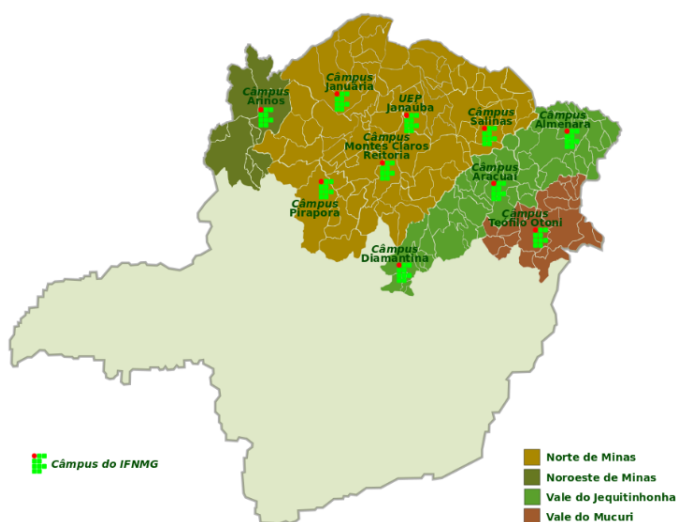 Câmpus
Januária
Câmpus
Arinos
UEP
Janaúba
Câmpus
Salinas
Câmpus
Almenara
Câmpus
Montes Claros
Reitoria
Câmpus
Araçuaí
Câmpus
Pirapora
Câmpus
Teófilo Otoni
Câmpus
Diamantina
Câmpus do IFNMG
Norte de Minas
Noroeste de Minas
Vale do Jequitinhonha
Vale do Mucuri